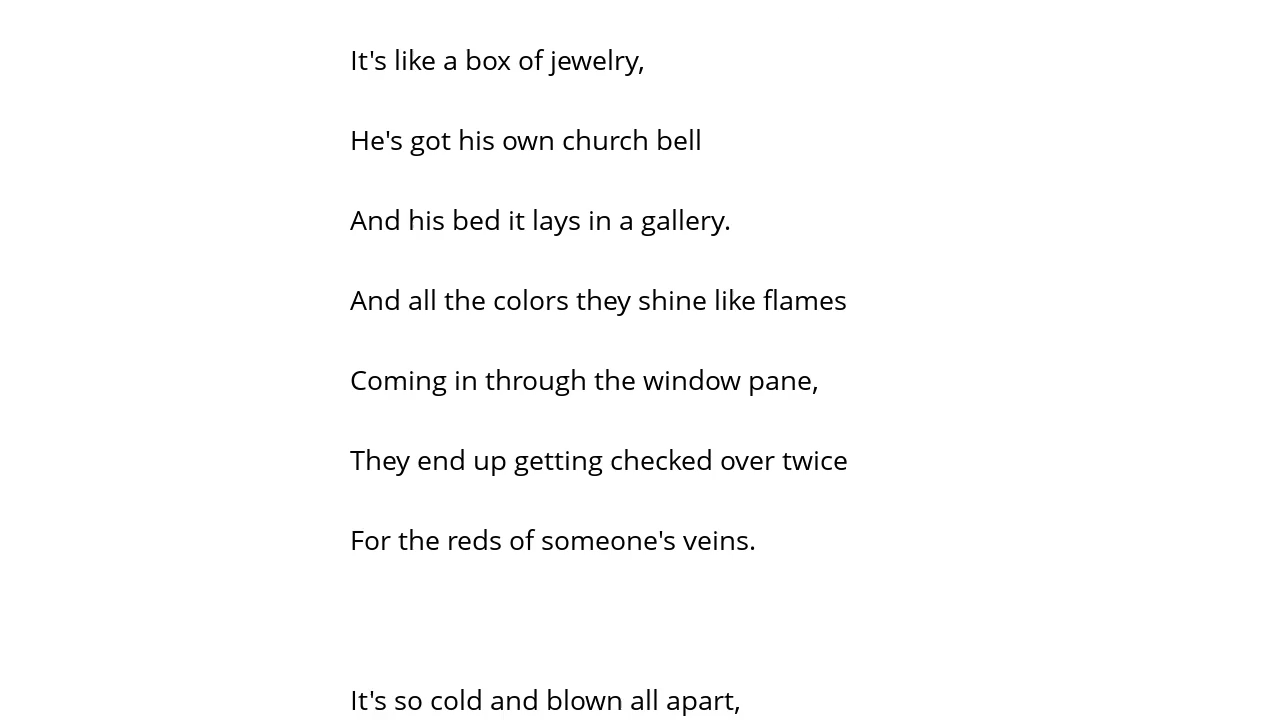 It's like a box of jewelry,
He's got his own church bell
And his bed it lays in a gallery.
And all the colors they shine like flames
Coming in through the window pane,
They end up getting checked over twice
For the reds of someone's veins.
It's so cold and blown all apart,